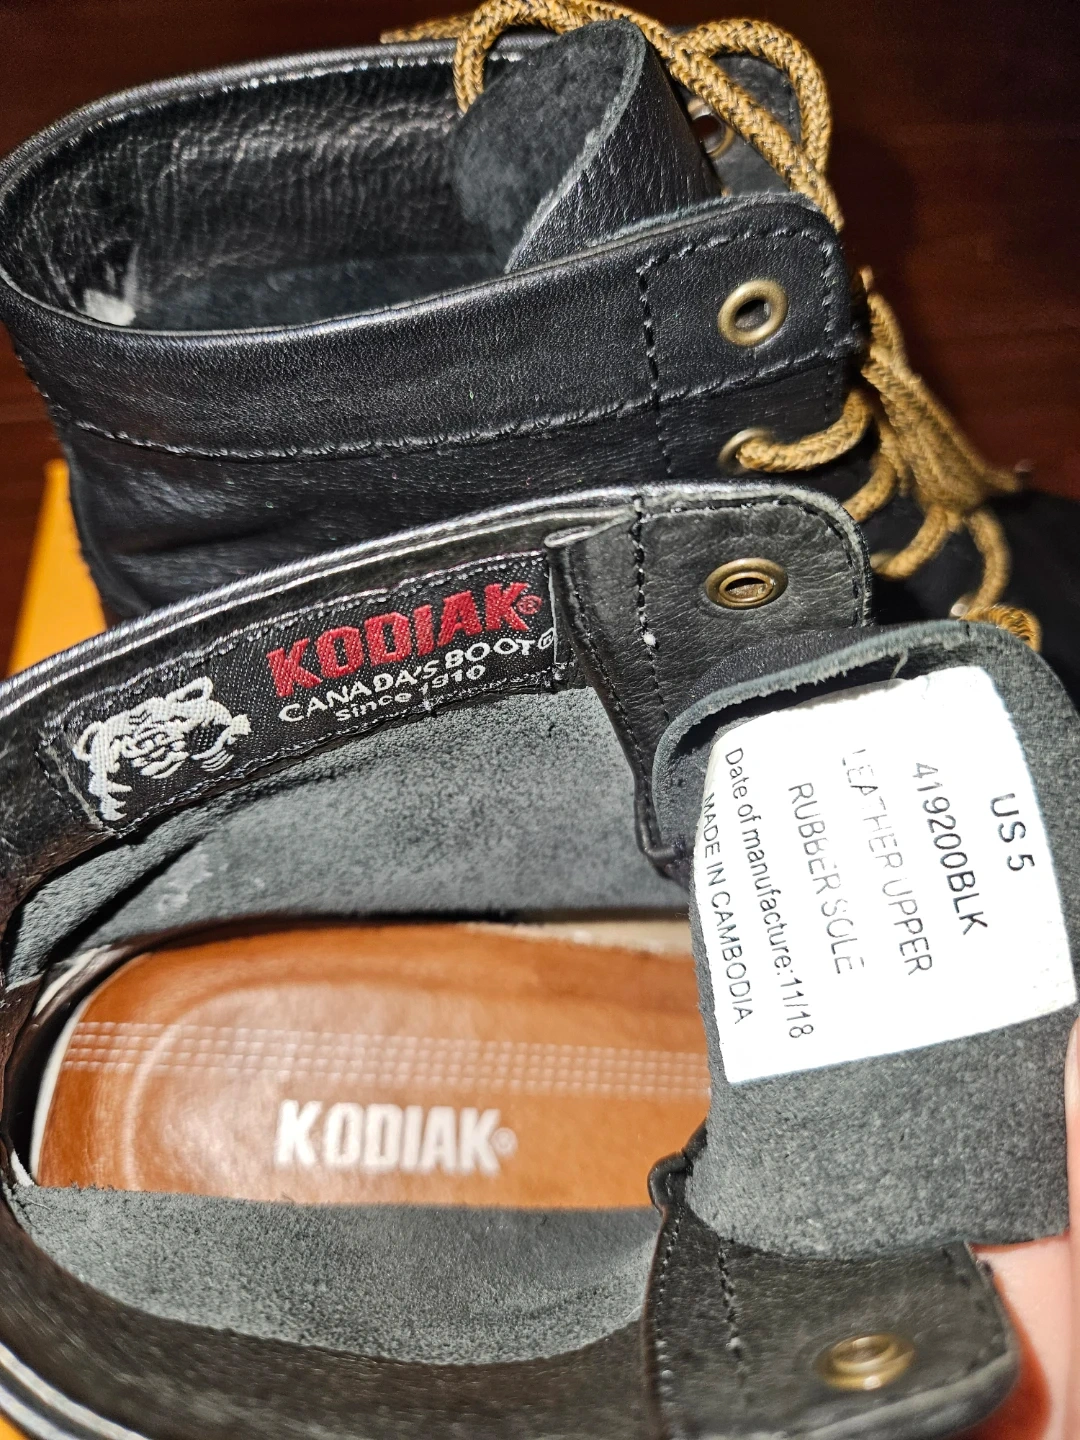 KODIAK®
CANADA'S BOOT®
since 1910
US 5
419200BLK
LEATHER UPPER
RUBBER SOLE
Date of manufacture:11/18
MADE IN CAMBODIA
KODIAK®